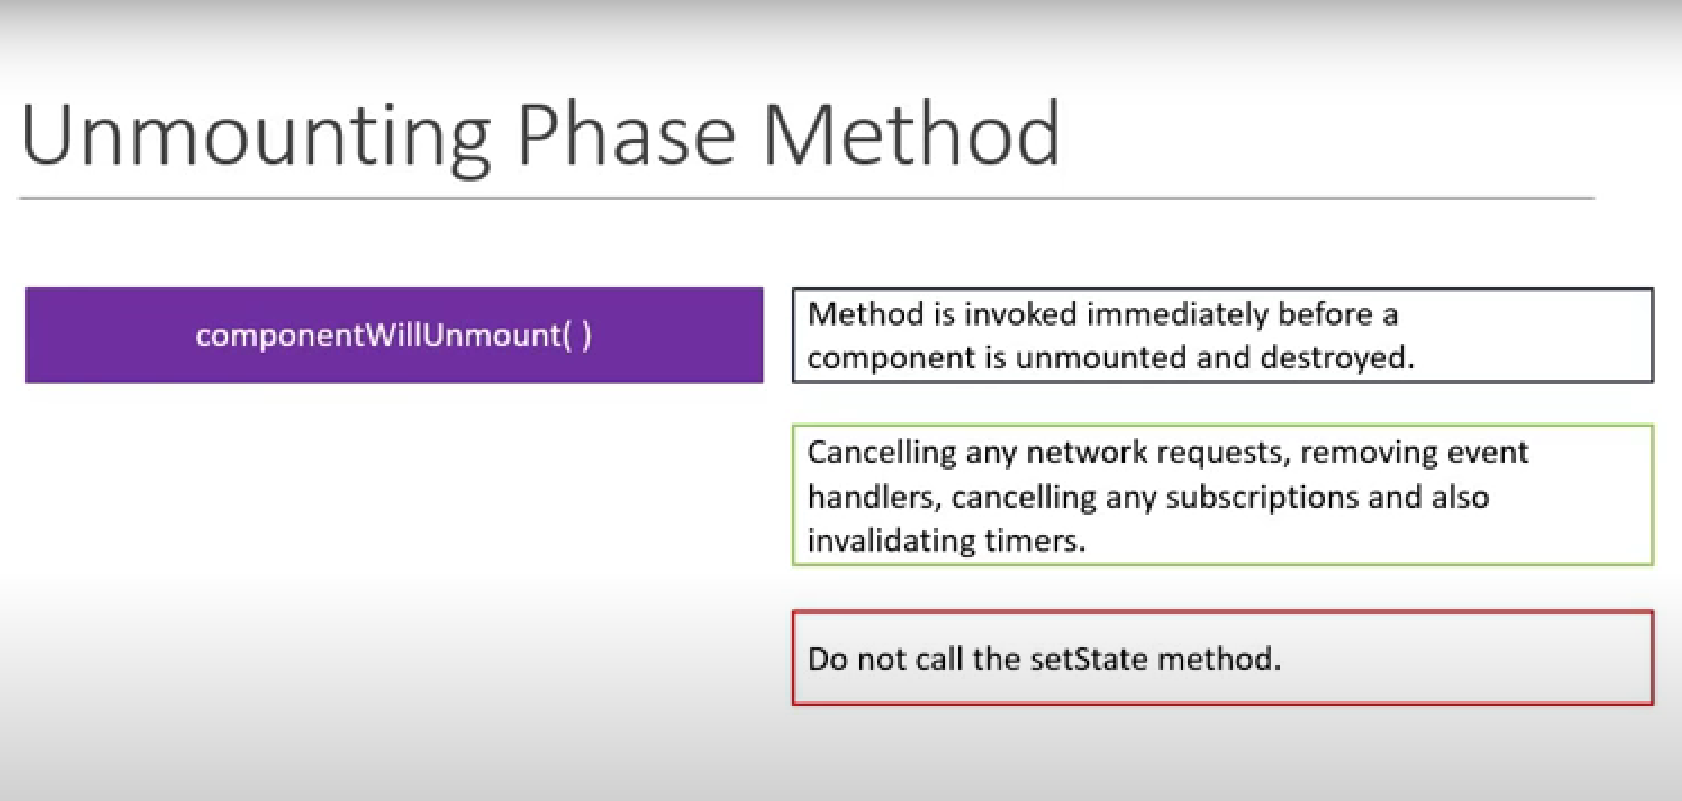 Unmounting Phase Method
componentWillUnmount( )
Method is invoked immediately before a
component is unmounted and destroyed.
Cancelling any network requests, removing event
handlers, cancelling any subscriptions and also
invalidating timers.
Do not call the setState method.